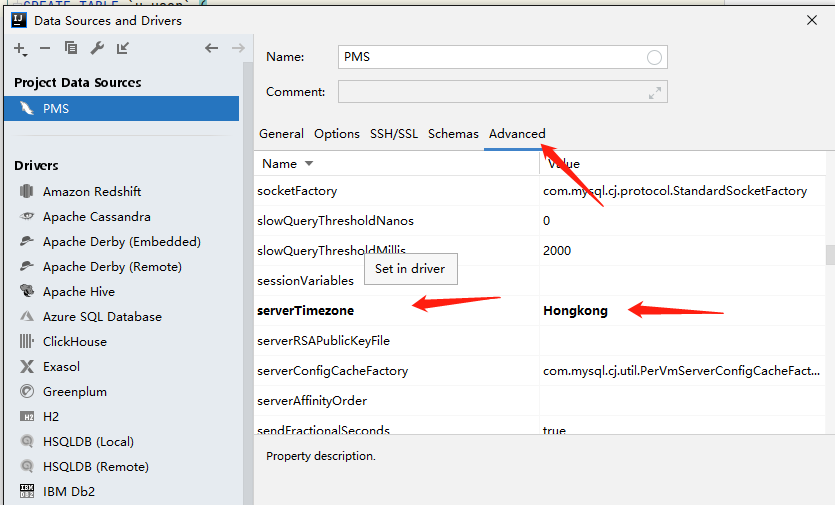 Data Sources and Drivers
Project Data Sources
PMS
Drivers
Amazon Redshift
Apache Cassandra
Apache Derby (Embedded)
Apache Derby (Remote)
Apache Hive
Azure SQL Database
ClickHouse
Exasol
Greenplum
H2
HSQLDB (Local)
HSQLDB (Remote)
IBM Db2
Name: PMS
Comment:
General Options SSH/SSL Schemas Advanced
Name Value
socketFactory com.mysql.cj.protocol.StandardSocketFactory
slowQueryThresholdNanos 0
slowQueryThresholdMillis 2000
Set in driver
sessionVariables
serverTimezone Hongkong
serverRSAPublicKeyFile
serverConfigCacheFactory com.mysql.cj.util.PerVmServerConfigCacheFact...
serverAffinityOrder
sendFractionalSeconds true
Property description.